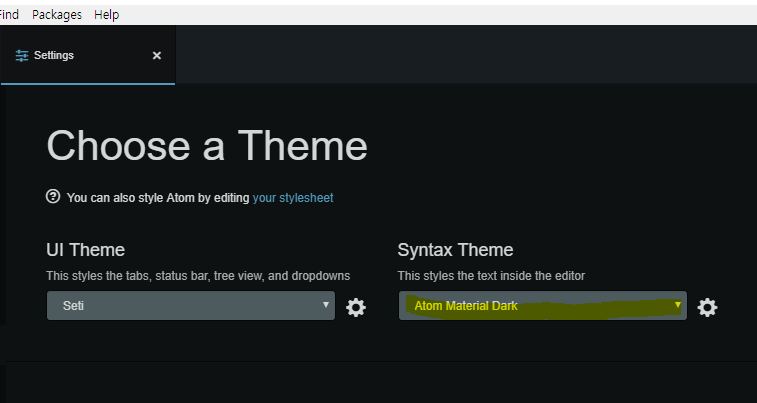 Find Packages Help
Settings
Choose a Theme
You can also style Atom by editing your stylesheet
UI Theme
This styles the tabs, status bar, tree view, and dropdowns
Seti
Syntax Theme
This styles the text inside the editor
Atom Material Dark